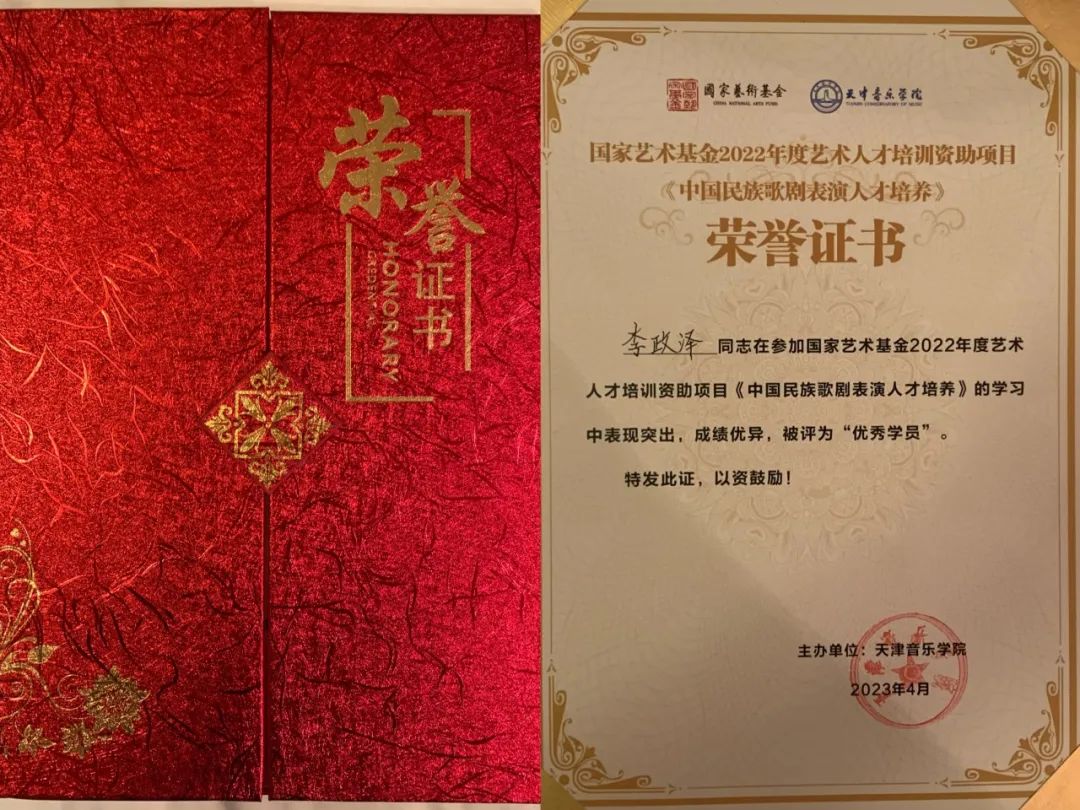 荣誉证书
HONORARY
CREDENTIAL
國家藝術基金
CHINA NATIONAL ARTS FUND
天津音乐学院
TIANJIN CONSERVATORY OF MUSIC
国家艺术基金2022年度艺术人才培训资助项目
《中国民族歌剧表演人才培养》
荣誉证书
李政泽 同志在参加国家艺术基金2022年度艺术
人才培训资助项目《中国民族歌剧表演人才培养》的学习
中表现突出，成绩优异，被评为“优秀学员”。
特发此证，以资鼓励！
主办单位：天津音乐学院
2023年4月